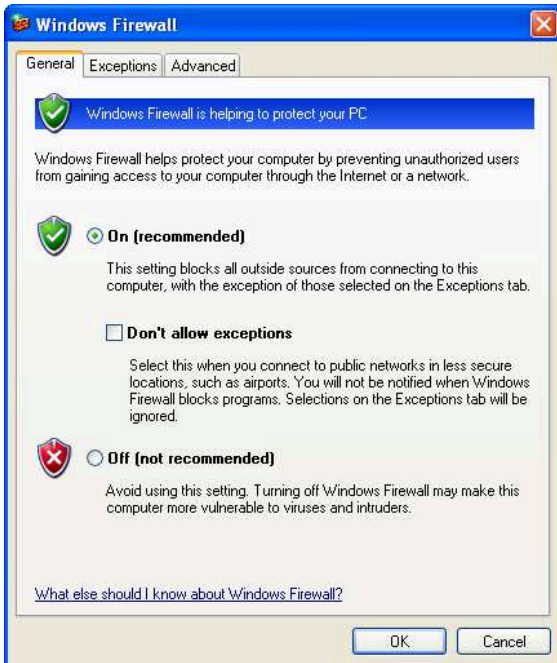 Windows Firewall
General Exceptions Advanced
Windows Firewall is helping to protect your PC
Windows Firewall helps protect your computer by preventing unauthorized users
from gaining access to your computer through the Internet or a network.
On (recommended)
This setting blocks all outside sources from connecting to this
computer, with the exception of those selected on the Exceptions tab.
Don't allow exceptions
Select this when you connect to public networks in less secure
locations, such as airports. You will not be notified when Windows
Firewall blocks programs. Selections on the Exceptions tab will be
ignored.
Off (not recommended)
Avoid using this setting. Turning off Windows Firewall may make this
computer more vulnerable to viruses and intruders.
What else should I know about Windows Firewall?
OK Cancel